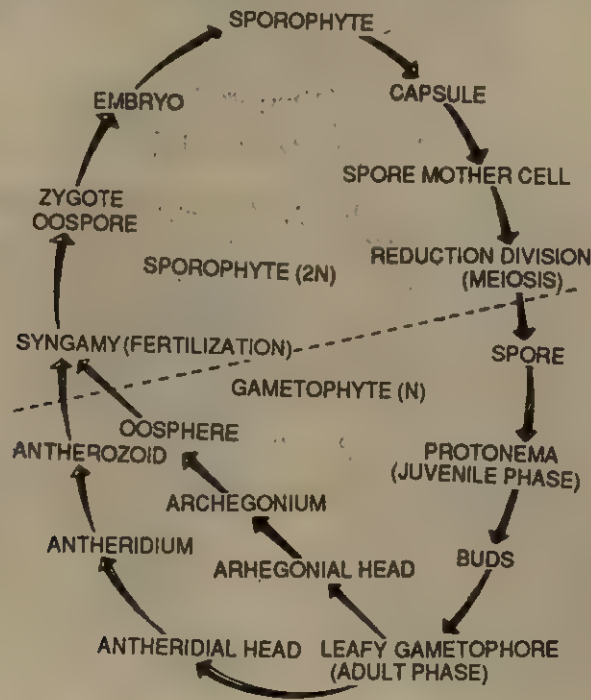 SPOROPHYTE
CAPSULE
SPORE MOTHER CELL
REDUCTION DIVISION
(MEIOSIS)
SPORE
PROTONEMA
(JUVENILE PHASE)
BUDS
LEAFY GAMETOPHORE
(ADULT PHASE)
ARHEGONIAL HEAD
ARCHEGONIUM
OOSPHERE
ANTHERIDIAL HEAD
ANTHERIDIUM
ANTHEROZOID
SYNGAMY (FERTILIZATION)
ZYGOTE
OOSPORE
EMBRYO
SPOROPHYTE (2N)
GAMETOPHYTE (N)